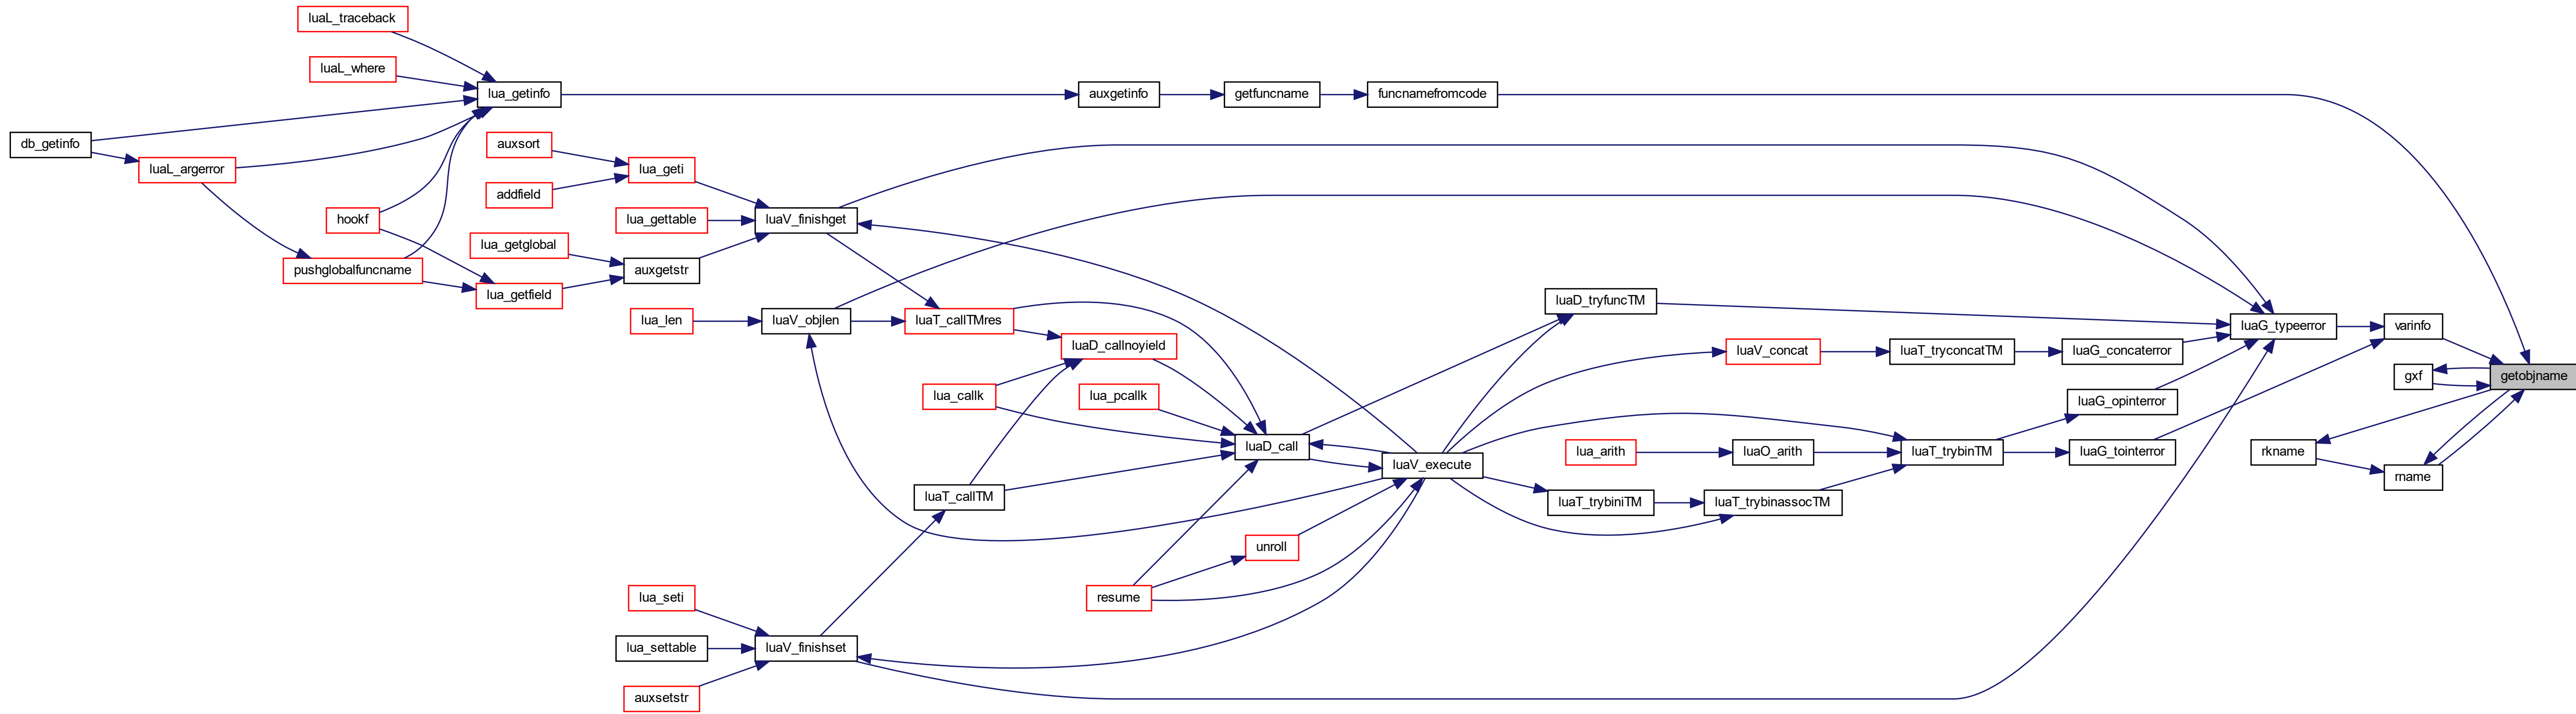 luaL_traceback
luaL_where
lua_getinfo
auxgetinfo
getfuncname
funcnamefromcode
db_getinfo
auxsort
luaL_argerror
lua_geti
addfield
hookf
lua_gettable
luaV_finishget
lua_getglobal
pushglobalfuncname
auxgetstr
lua_getfield
luaD_tryfuncTM
lua_len
luaV_objlen
luaT_callTMres
luaG_typeerror
varinfo
luaD_callnoyield
luaV_concat
luaT_tryconcatTM
luaG_concaterror
gxf
getobjname
lua_callk
lua_pcallk
luaG_opinterror
luaD_call
lua_arith
luaO_arith
luaT_trybinTM
luaG_tointerror
rkname
luaV_execute
rname
luaT_callTM
luaT_trybiniTM
luaT_trybinassocTM
unroll
lua_seti
resume
lua_settable
luaV_finishset
auxsetstr